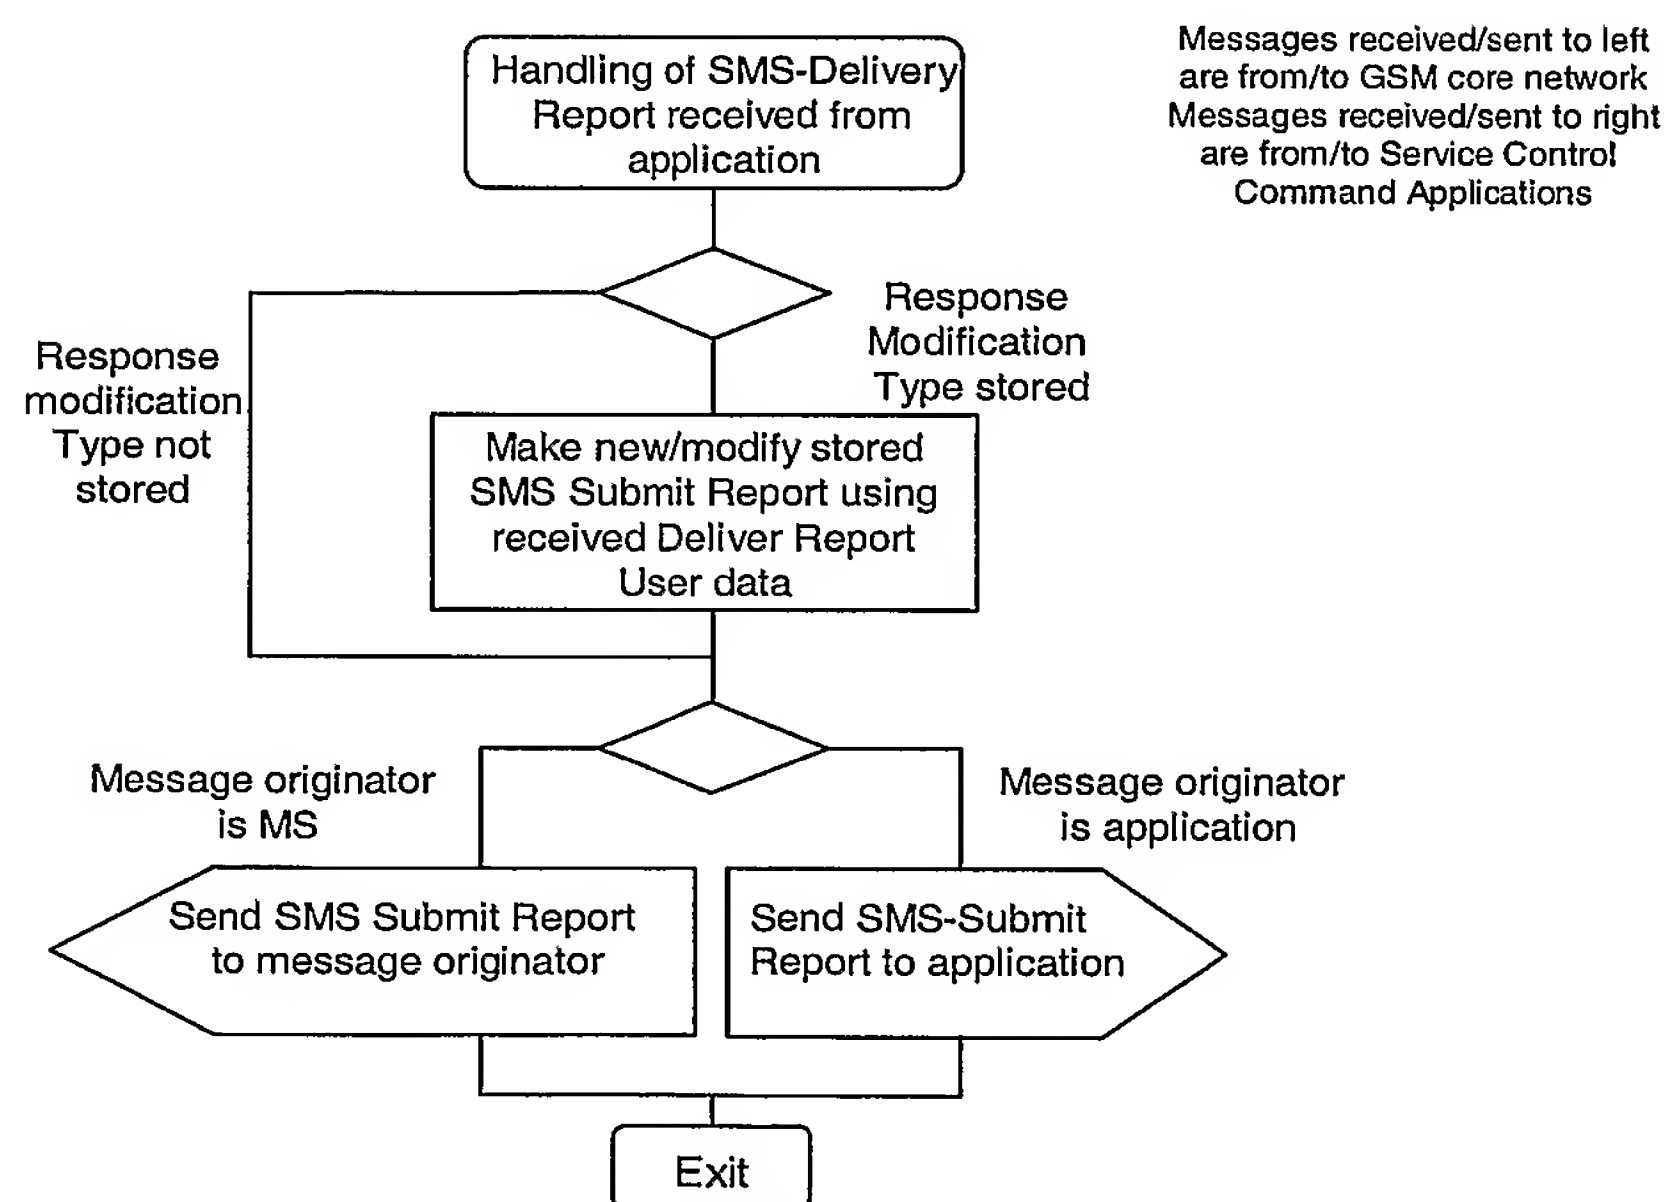 Handling of SMS-Delivery
Report received from
application
Messages received/sent to left
are from/to GSM core network
Messages received/sent to right
are from/to Service Control
Command Applications
Response
Modification
Type stored
Response
modification
Type not
stored
Make new/modify stored
SMS Submit Report using
received Deliver Report
User data
Message originator
is MS
Message originator
is application
Send SMS Submit Report
to message originator
Send SMS-Submit
Report to application
Exit